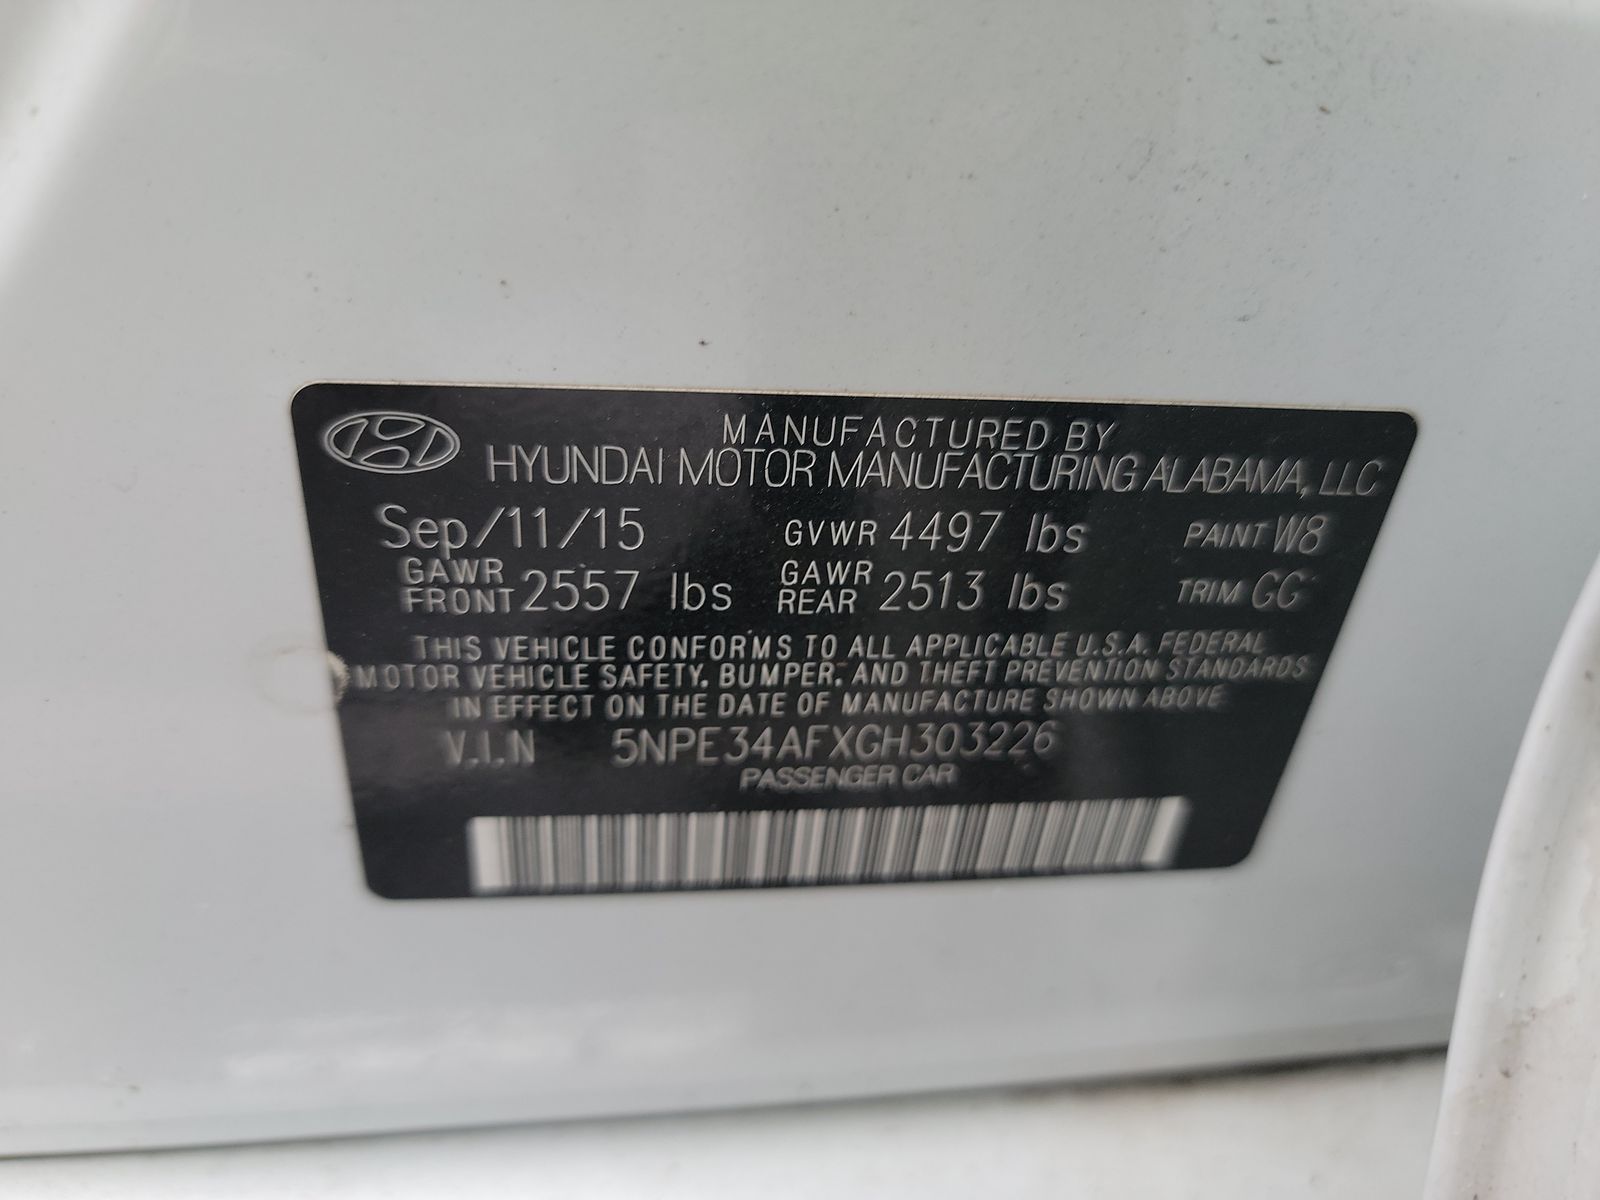 MANUFACTURED BY
HYUNDAI MOTOR MANUFACTURING ALABAMA, LLC
Sep/11/15 GVWR 4497 lbs PAINT W8
GAWR FRONT 2557 lbs GAWR REAR 2513 lbs TRIM GG
THIS VEHICLE CONFORMS TO ALL APPLICABLE U.S.A. FEDERAL
MOTOR VEHICLE SAFETY, BUMPER, AND THEFT PREVENTION STANDARDS
IN EFFECT ON THE DATE OF MANUFACTURE SHOWN ABOVE
V.I.N 5NPE34AFXGH303226
PASSENGER CAR